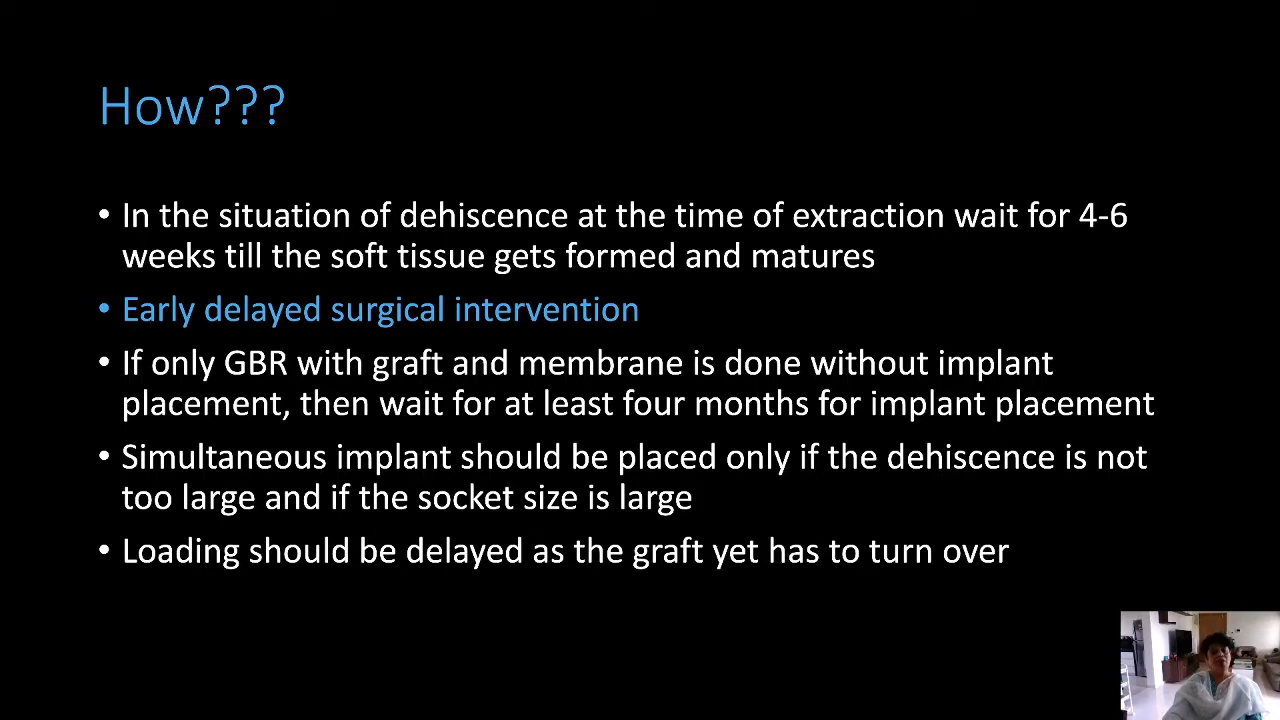 How???
• In the situation of dehiscence at the time of extraction wait for 4-6
weeks till the soft tissue gets formed and matures
• Early delayed surgical intervention
• If only GBR with graft and membrane is done without implant
placement, then wait for at least four months for implant placement
• Simultaneous implant should be placed only if the dehiscence is not
too large and if the socket size is large
• Loading should be delayed as the graft yet has to turn over